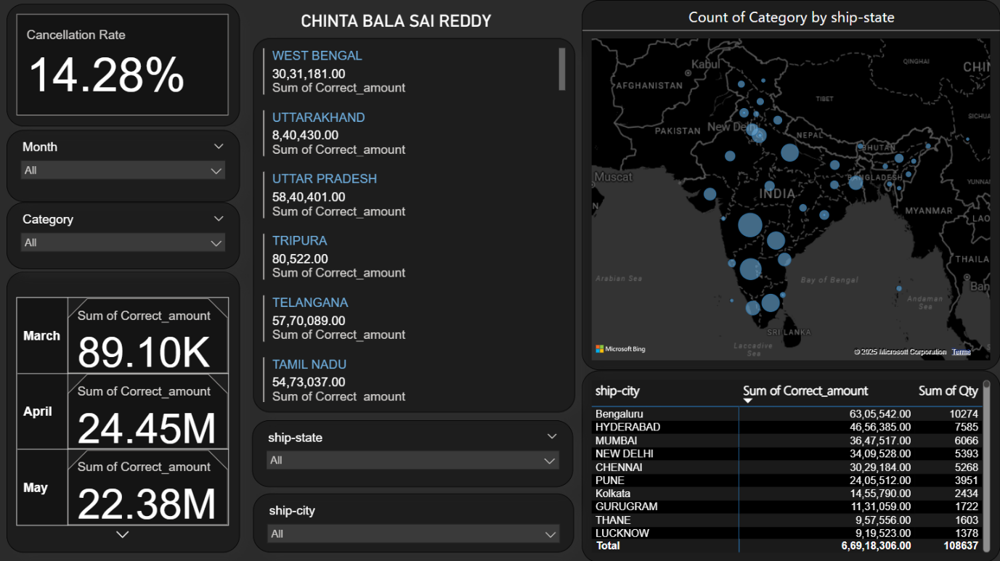 Cancellation Rate
14.28%
Month
All
Category
All
March
Sum of Correct_amount
89.10K
April
Sum of Correct_amount
24.45M
May
Sum of Correct_amount
22.38M
CHINTA BALA SAI REDDY
WEST BENGAL
30,31,181.00
Sum of Correct_amount
UTTARAKHAND
8,40,430.00
Sum of Correct_amount
UTTAR PRADESH
58,40,401.00
Sum of Correct_amount
TRIPURA
80,522.00
Sum of Correct_amount
TELANGANA
57,70,089.00
Sum of Correct_amount
TAMIL NADU
54,73,037.00
Sum of Correct_amount
ship-state
All
ship-city
All
Count of Category by ship-state
Kabul
QINGHAI
CHI
AFGHANISTAN
TIBET
SICHUA
PAKISTAN
New Delhi
NEPAL
BHUTAN
Muscat
BANGLADESH
YUNNA
INDIA
MYANMAR
LAO
THAILA
Arabian Sea
Bay of Bengal
Ban
Andaman
Sea
SRI LANKA
Laccadive
Sea
Microsoft Bing
© 2025 Microsoft Corporation Terms
ship-city Sum of Correct_amount Sum of Qty
Bengaluru 63,05,542.00 10274
HYDERABAD 46,56,385.00 7585
MUMBAI 36,47,517.00 6066
NEW DELHI 34,09,528.00 5393
CHENNAI 30,29,184.00 5268
PUNE 24,05,512.00 3951
Kolkata 14,55,790.00 2434
GURUGRAM 11,31,059.00 1722
THANE 9,57,556.00 1603
LUCKNOW 9,19,523.00 1378
Total 6,69,18,306.00 108637